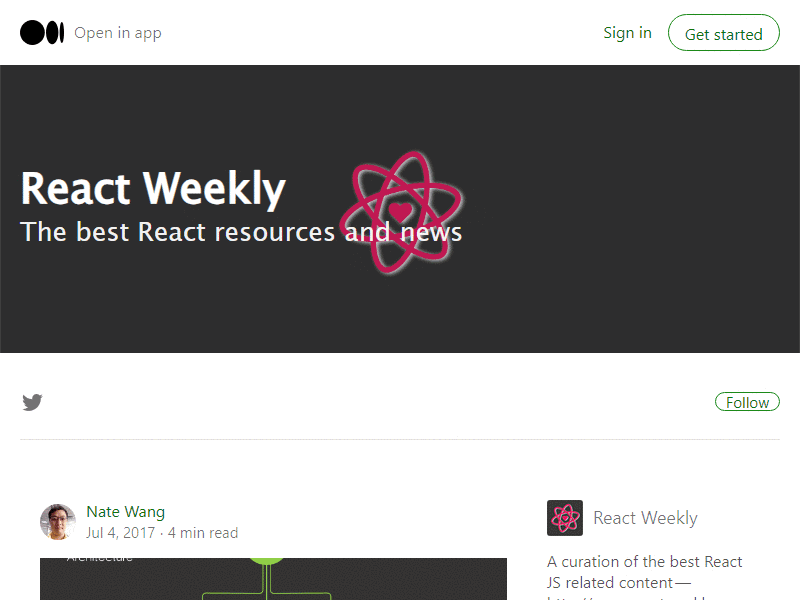 Open in app
Sign in
Get started
React Weekly
The best React resources and news
Follow
Nate Wang
Jul 4, 2017 · 4 min read
Architecture
React Weekly
A curation of the best React
JS related content —